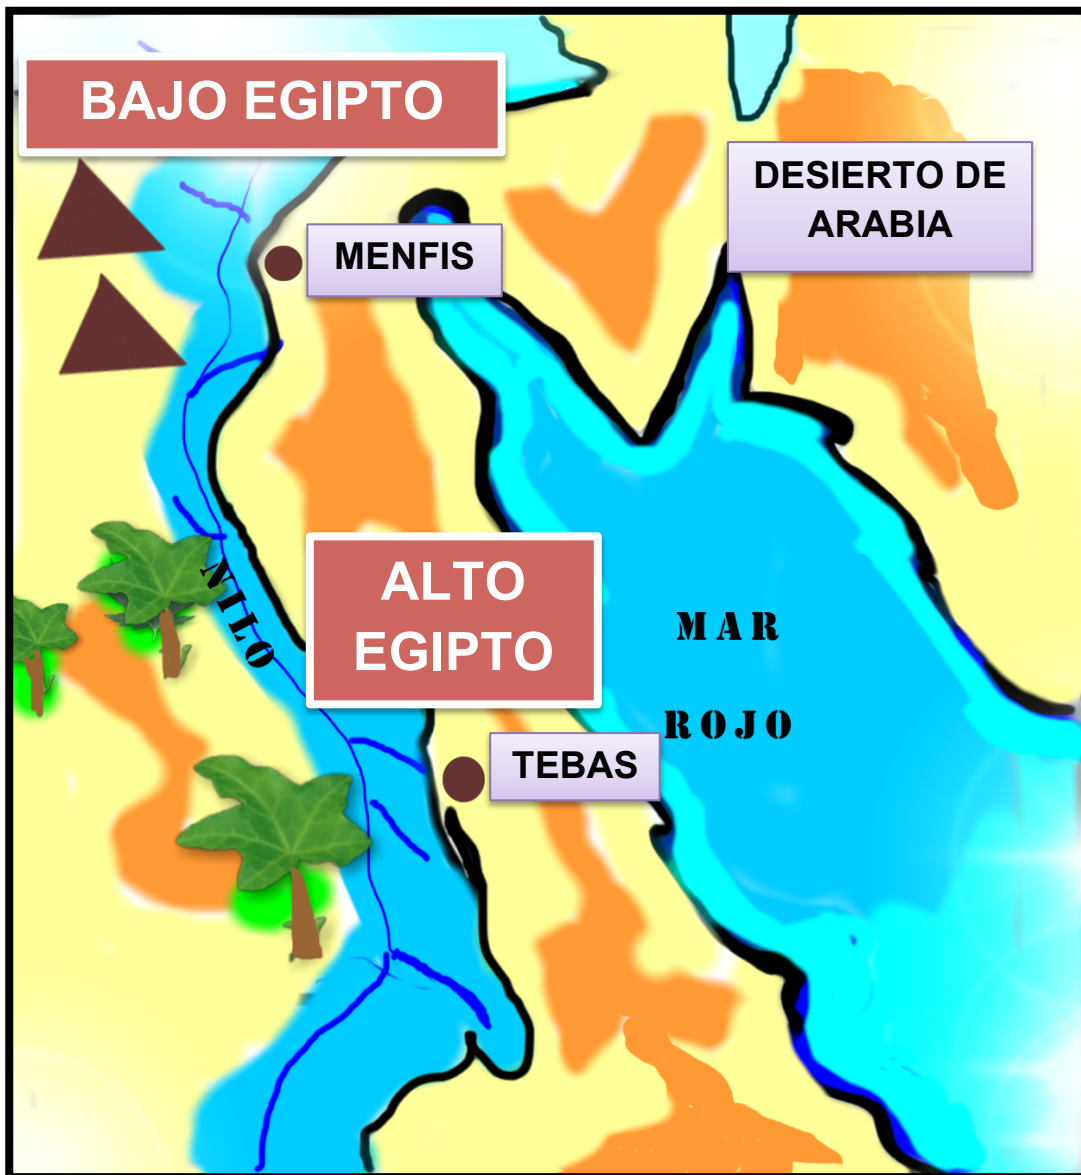 BAJO EGIPTO
DESIERTO DE
ARABIA
MENFIS
NILO
ALTO
EGIPTO
MAR
ROJO
TEBAS